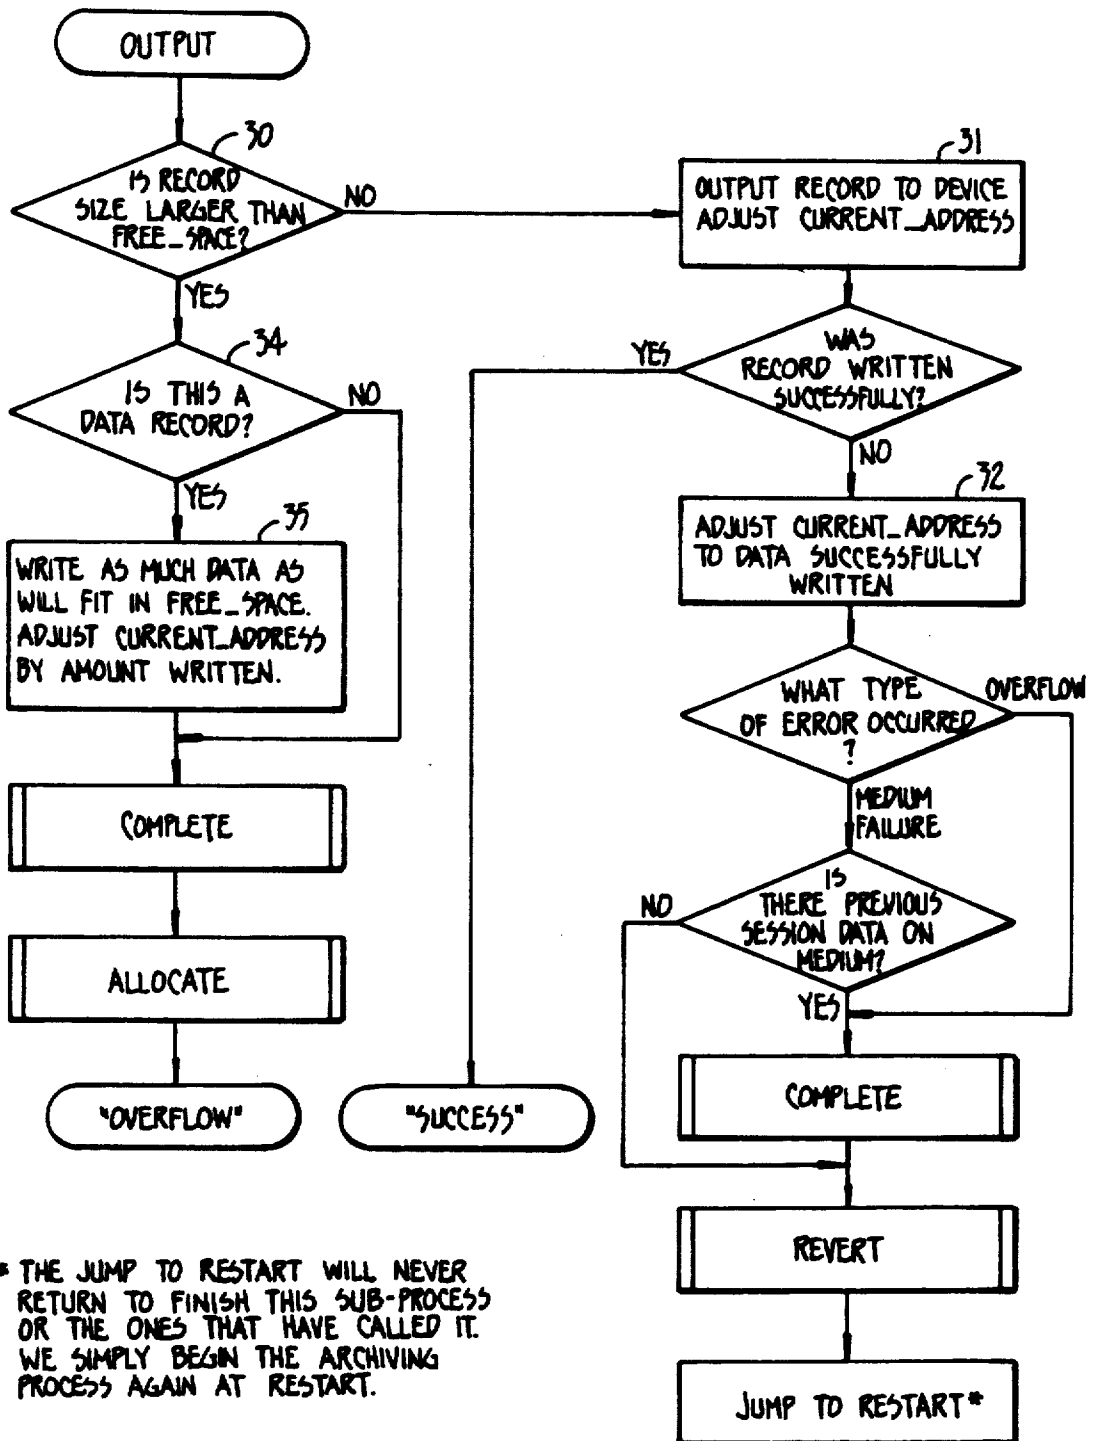 OUTPUT
30
IS RECORD
SIZE LARGER THAN
FREE_SPACE?
NO
YES
34
IS THIS A
DATA RECORD?
NO
YES
35
WRITE AS MUCH DATA AS
WILL FIT IN FREE_SPACE.
ADJUST CURRENT_ADDRESS
BY AMOUNT WRITTEN.
COMPLETE
ALLOCATE
"OVERFLOW"
31
OUTPUT RECORD TO DEVICE
ADJUST CURRENT_ADDRESS
WAS
RECORD WRITTEN
SUCCESSFULLY?
YES
"SUCCESS"
NO
32
ADJUST CURRENT_ADDRESS
TO DATA SUCCESSFULLY
WRITTEN
WHAT TYPE
OF ERROR OCCURRED
?
OVERFLOW
MEDIUM
FAILURE
IS
THERE PREVIOUS
SESSION DATA ON
MEDIUM?
NO
YES
COMPLETE
REVERT
JUMP TO RESTART*
* THE JUMP TO RESTART WILL NEVER
RETURN TO FINISH THIS SUB-PROCESS
OR THE ONES THAT HAVE CALLED IT.
WE SIMPLY BEGIN THE ARCHIVING
PROCESS AGAIN AT RESTART.